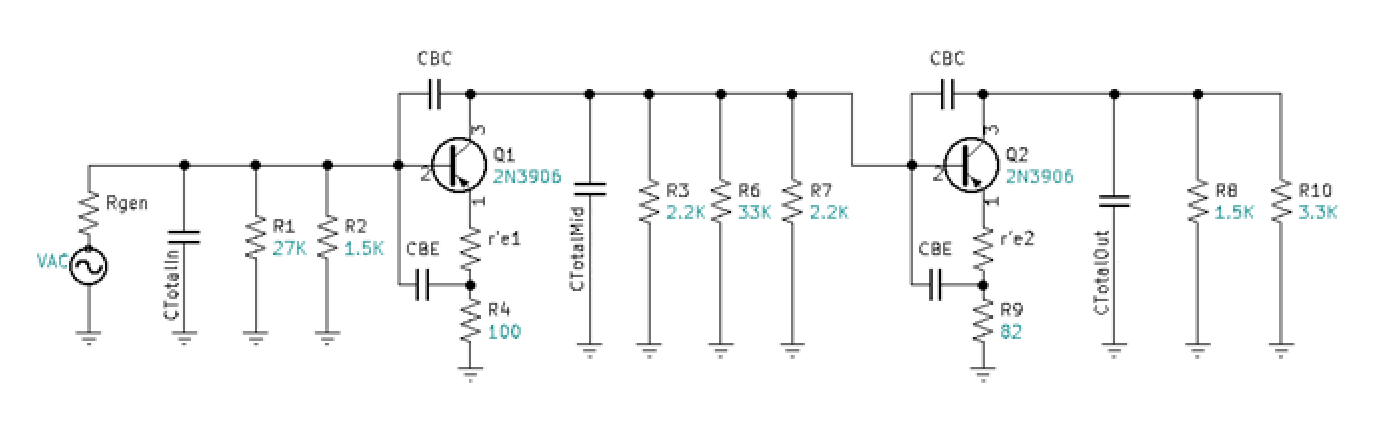 CBC
CBC
3
3
Q1
2N3906
Q2
2N3906
2
2
Rgen
R1
27K
R2
1.5K
R3
2.2K
R6
33K
R7
2.2K
R8
1.5K
R10
3.3K
1
1
VAC
CTotalIn
CBE
r'e1
CTotalMid
CBE
r'e2
CTotalOut
R4
100
R9
82